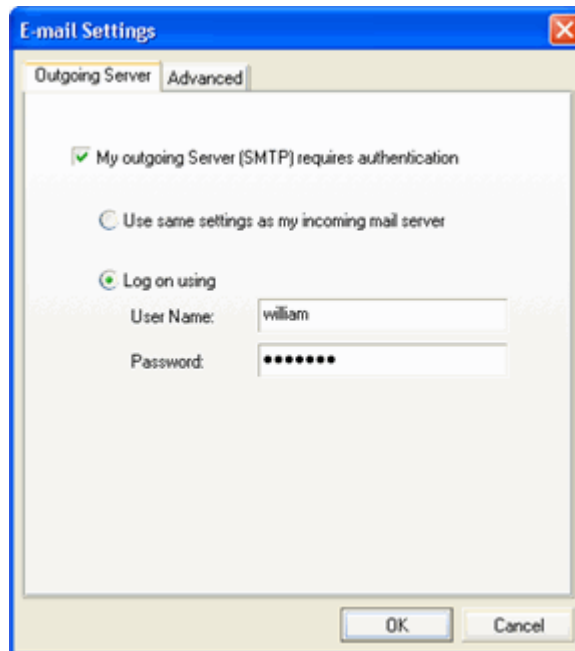 E-mail Settings
Outgoing Server Advanced
My outgoing Server (SMTP) requires authentication
Use same settings as my incoming mail server
Log on using
User Name: william
Password: •••••••
OK Cancel